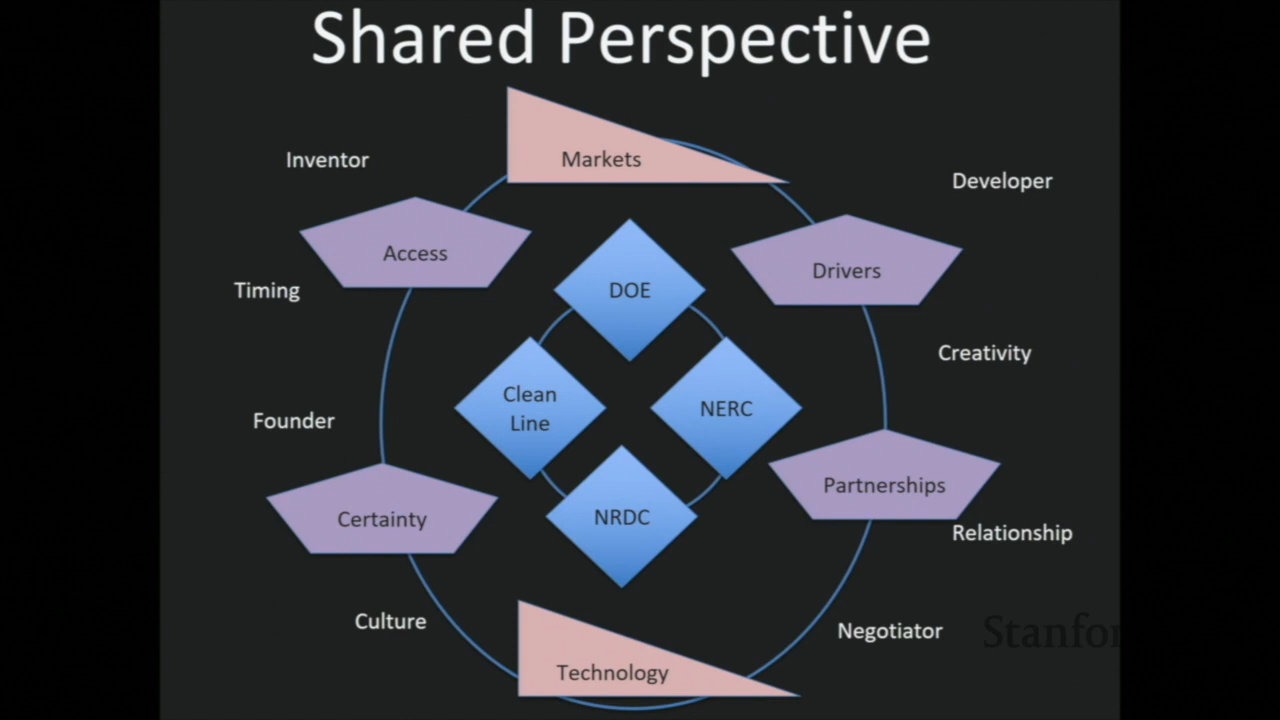 Shared Perspective
Markets
Inventor
Developer
Access
Drivers
Timing
DOE
Creativity
Clean
Line
NERC
Founder
Partnerships
Certainty
NRDC
Relationship
Culture
Negotiator
Technology
Stanfor